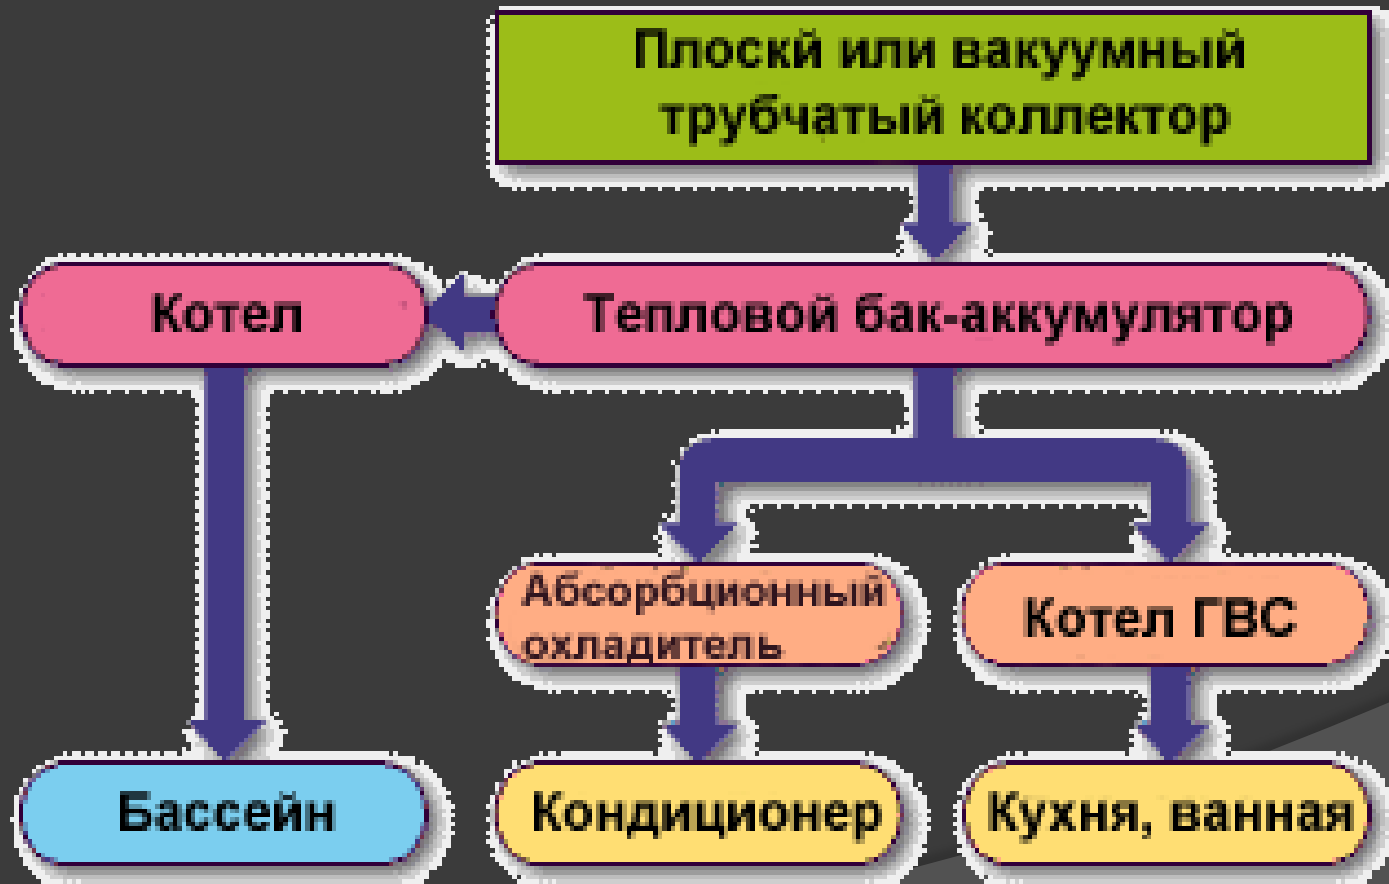 Плоскй или вакуумный
трубчатый коллектор
Котел
Тепловой бак-аккумулятор
Абсорбционный
охладитель
Котел ГВС
Бассейн
Кондиционер
Кухня, ванная